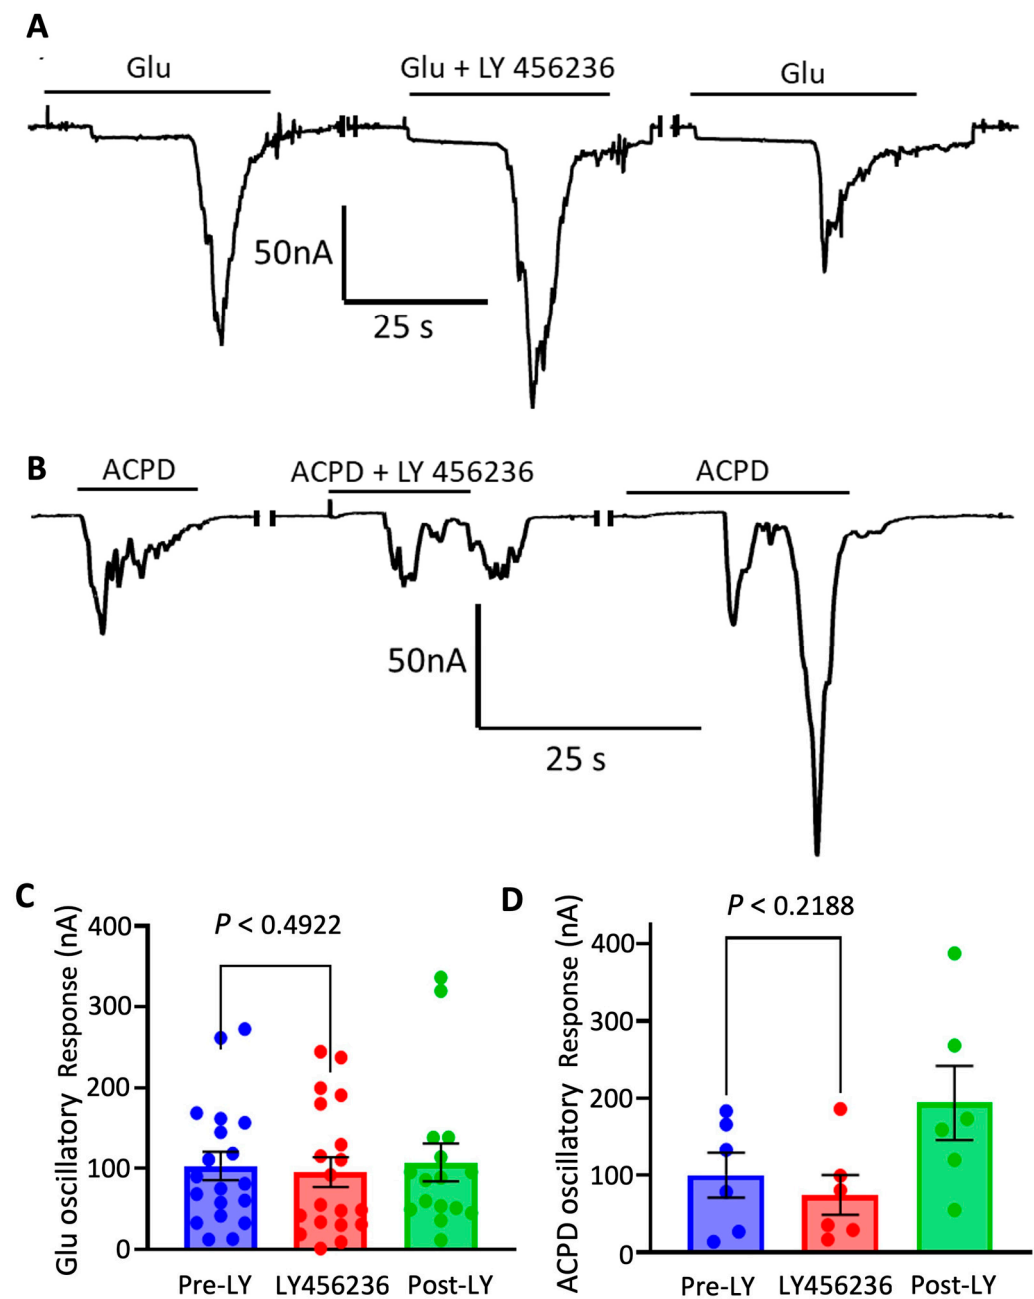 A
Glu
Glu + LY 456236
Glu
50nA
25 s
B
ACPD
ACPD + LY 456236
ACPD
50nA
25 s
C
Glu oscillatory Response (nA)
400
300
200
100
0
P < 0.4922
Pre-LY
LY456236
Post-LY
D
ACPD oscillatory Response (nA)
400
300
200
100
0
P < 0.2188
Pre-LY
LY456236
Post-LY